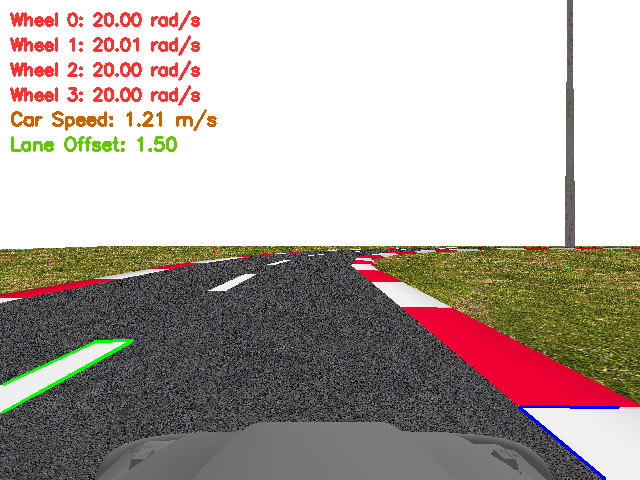 Wheel 0: 20.00 rad/s
Wheel 1: 20.01 rad/s
Wheel 2: 20.00 rad/s
Wheel 3: 20.00 rad/s
Car Speed: 1.21 m/s
Lane Offset: 1.50